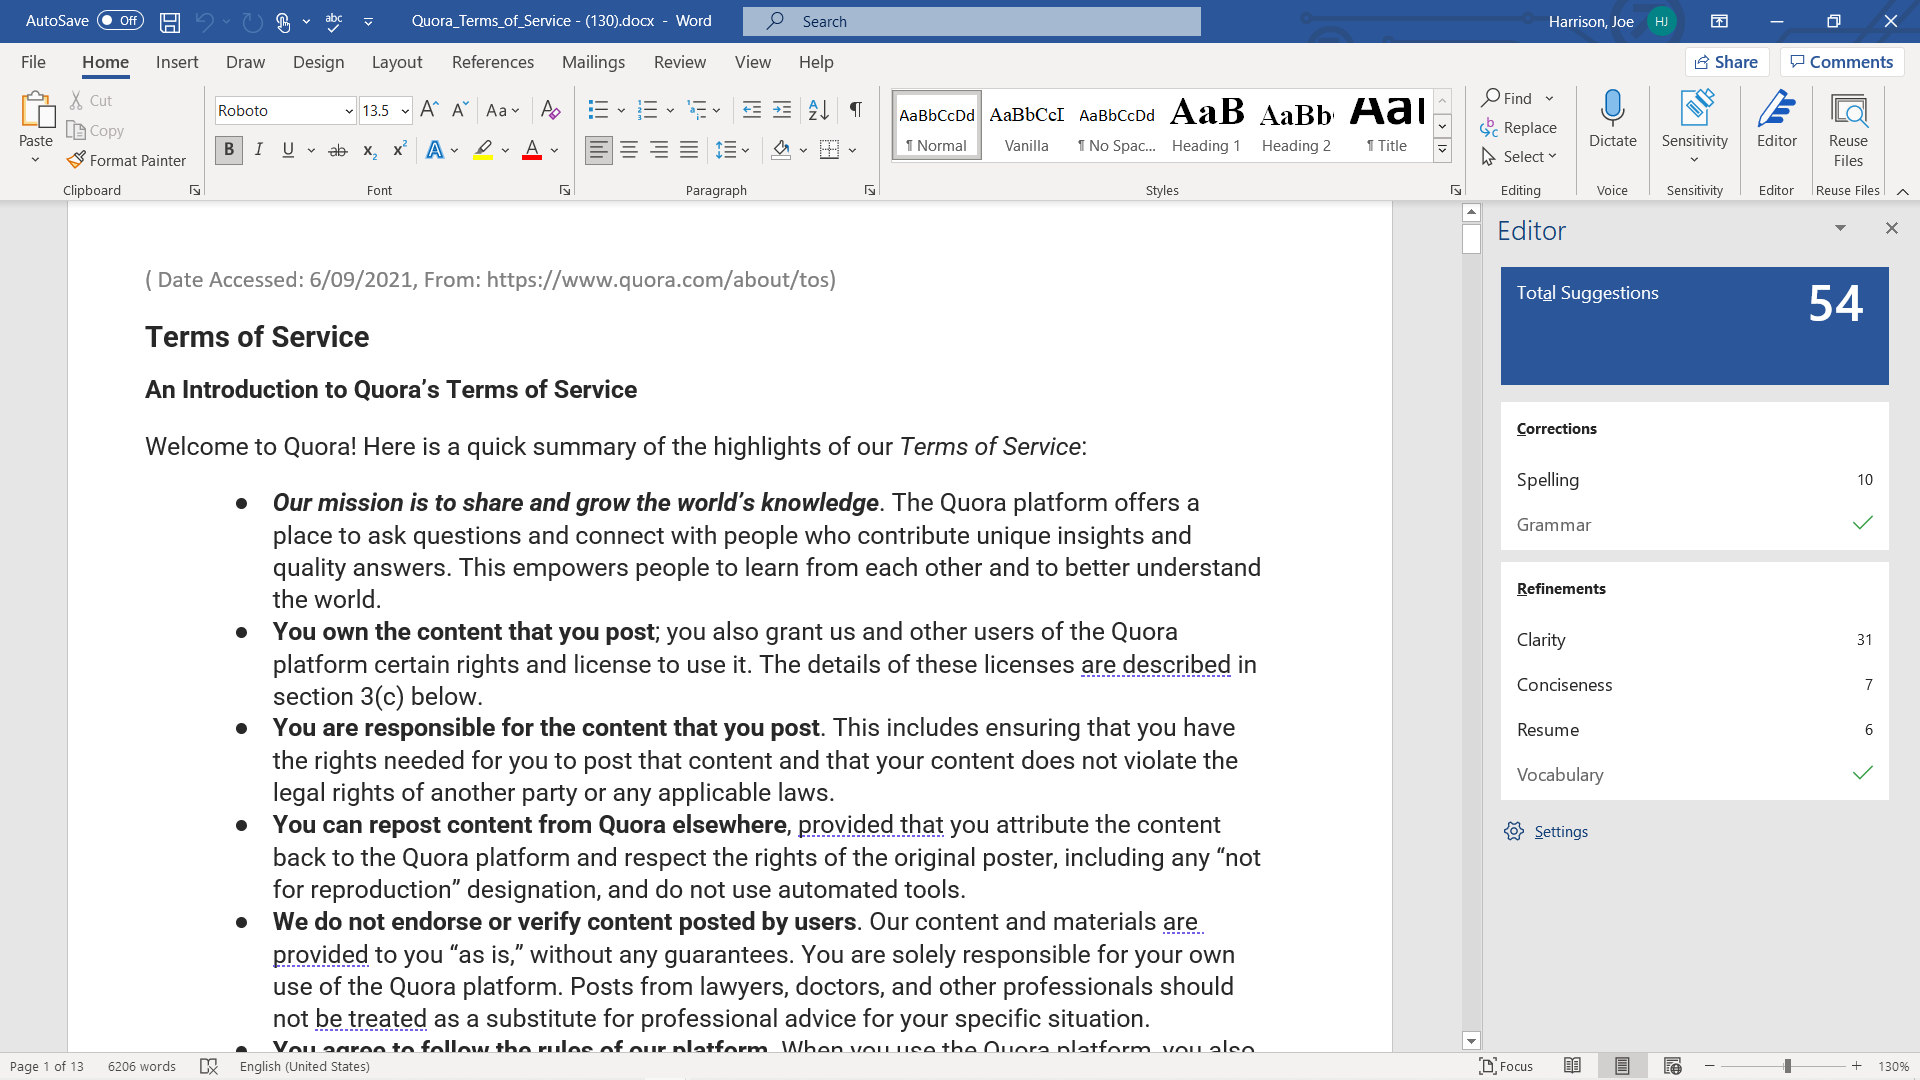 AutoSave Off Quora_Terms_of_Service - (130).docx - Word Search Harrison, Joe HJ
File Home Insert Draw Design Layout References Mailings Review View Help Share Comments
Paste Cut Copy Format Painter Clipboard
Roboto 13.5 Aa B I U ab x₂ x² A A Font
Paragraph
AaBbCcDd AaBbCcI AaBbCcDd AaB AaBb
¶ Normal Vanilla ¶ No Spac... Heading 1 Heading 2 ¶ Title
Styles
Find Replace Select Editing
Dictate Voice
Sensitivity Sensitivity
Editor Editor
Reuse Files Reuse Files
( Date Accessed: 6/09/2021, From: https://www.quora.com/about/tos)
Terms of Service
An Introduction to Quora’s Terms of Service
Welcome to Quora! Here is a quick summary of the highlights of our Terms of Service:
● Our mission is to share and grow the world’s knowledge. The Quora platform offers a
place to ask questions and connect with people who contribute unique insights and
quality answers. This empowers people to learn from each other and to better understand
the world.
● You own the content that you post; you also grant us and other users of the Quora
platform certain rights and license to use it. The details of these licenses are described in
section 3(c) below.
● You are responsible for the content that you post. This includes ensuring that you have
the rights needed for you to post that content and that your content does not violate the
legal rights of another party or any applicable laws.
● You can repost content from Quora elsewhere, provided that you attribute the content
back to the Quora platform and respect the rights of the original poster, including any “not
for reproduction” designation, and do not use automated tools.
● We do not endorse or verify content posted by users. Our content and materials are
provided to you “as is,” without any guarantees. You are solely responsible for your own
use of the Quora platform. Posts from lawyers, doctors, and other professionals should
not be treated as a substitute for professional advice for your specific situation.
● You agree to follow the rules of our platform. When you use the Quora platform, you also
Editor
Total Suggestions 54
Corrections
Spelling 10
Grammar
Refinements
Clarity 31
Conciseness 7
Resume 6
Vocabulary
Settings
Page 1 of 13 6206 words English (United States) Focus 130%